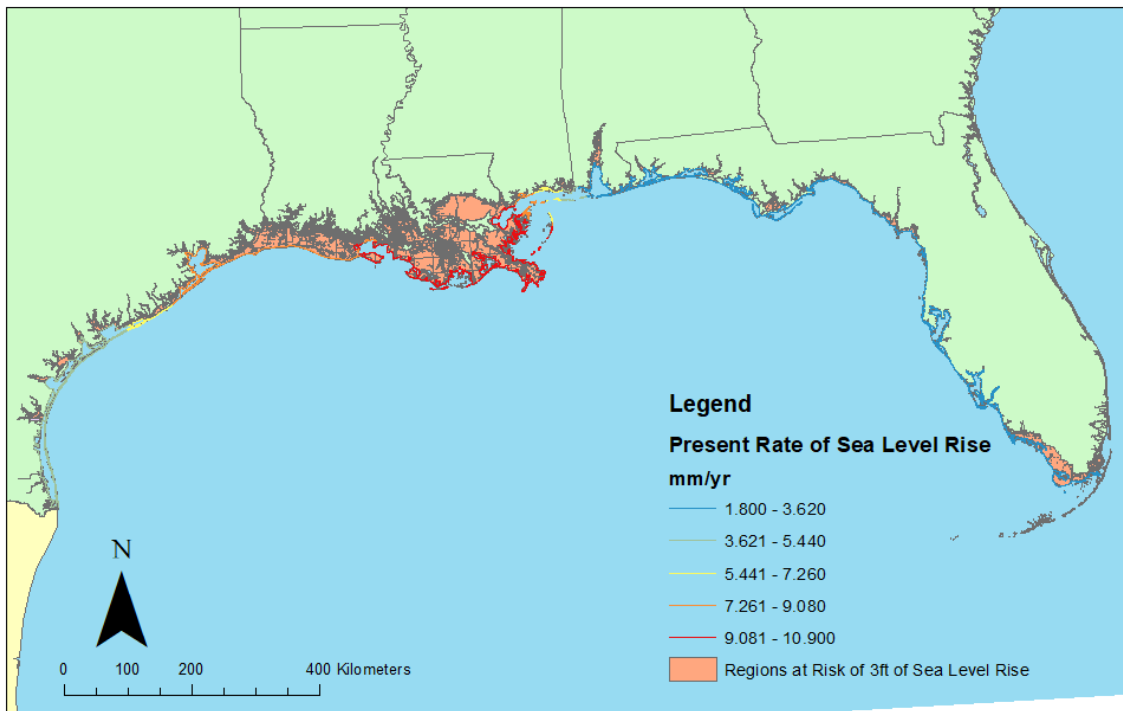 Legend
Present Rate of Sea Level Rise
mm/yr
1.800 - 3.620
3.621 - 5.440
5.441 - 7.260
7.261 - 9.080
9.081 - 10.900
Regions at Risk of 3ft of Sea Level Rise
N
0 100 200 400 Kilometers